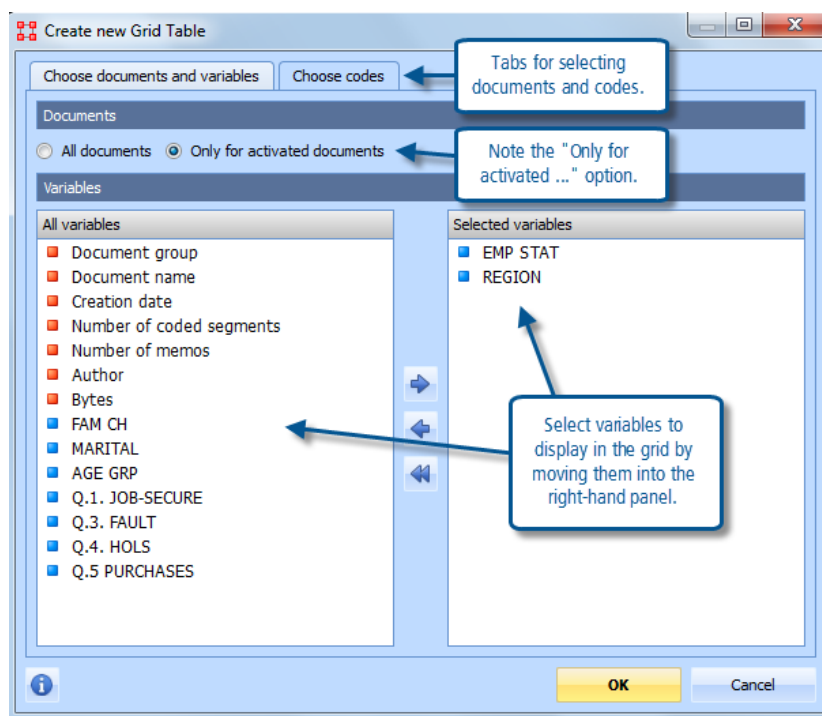 Create new Grid Table
Choose documents and variables
Choose codes
Tabs for selecting
documents and codes.
Documents
All documents
Only for activated documents
Note the "Only for
activated ..." option.
Variables
All variables
Document group
Document name
Creation date
Number of coded segments
Number of memos
Author
Bytes
FAM CH
MARITAL
AGE GRP
Q.1. JOB-SECURE
Q.3. FAULT
Q.4. HOLS
Q.5 PURCHASES
Selected variables
EMP STAT
REGION
Select variables to
display in the grid by
moving them into the
right-hand panel.
OK
Cancel